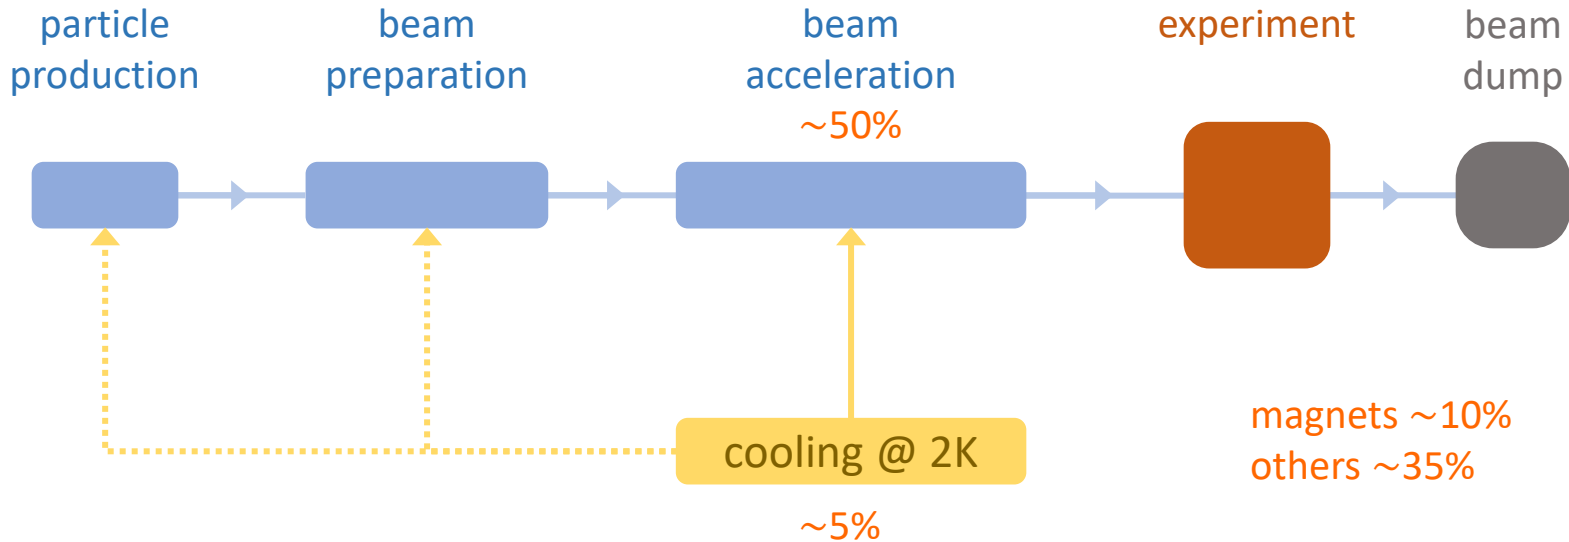 particle
production
beam
preparation
beam
acceleration
~50%
experiment
beam
dump
cooling @ 2K
~5%
magnets ~10%
others ~35%